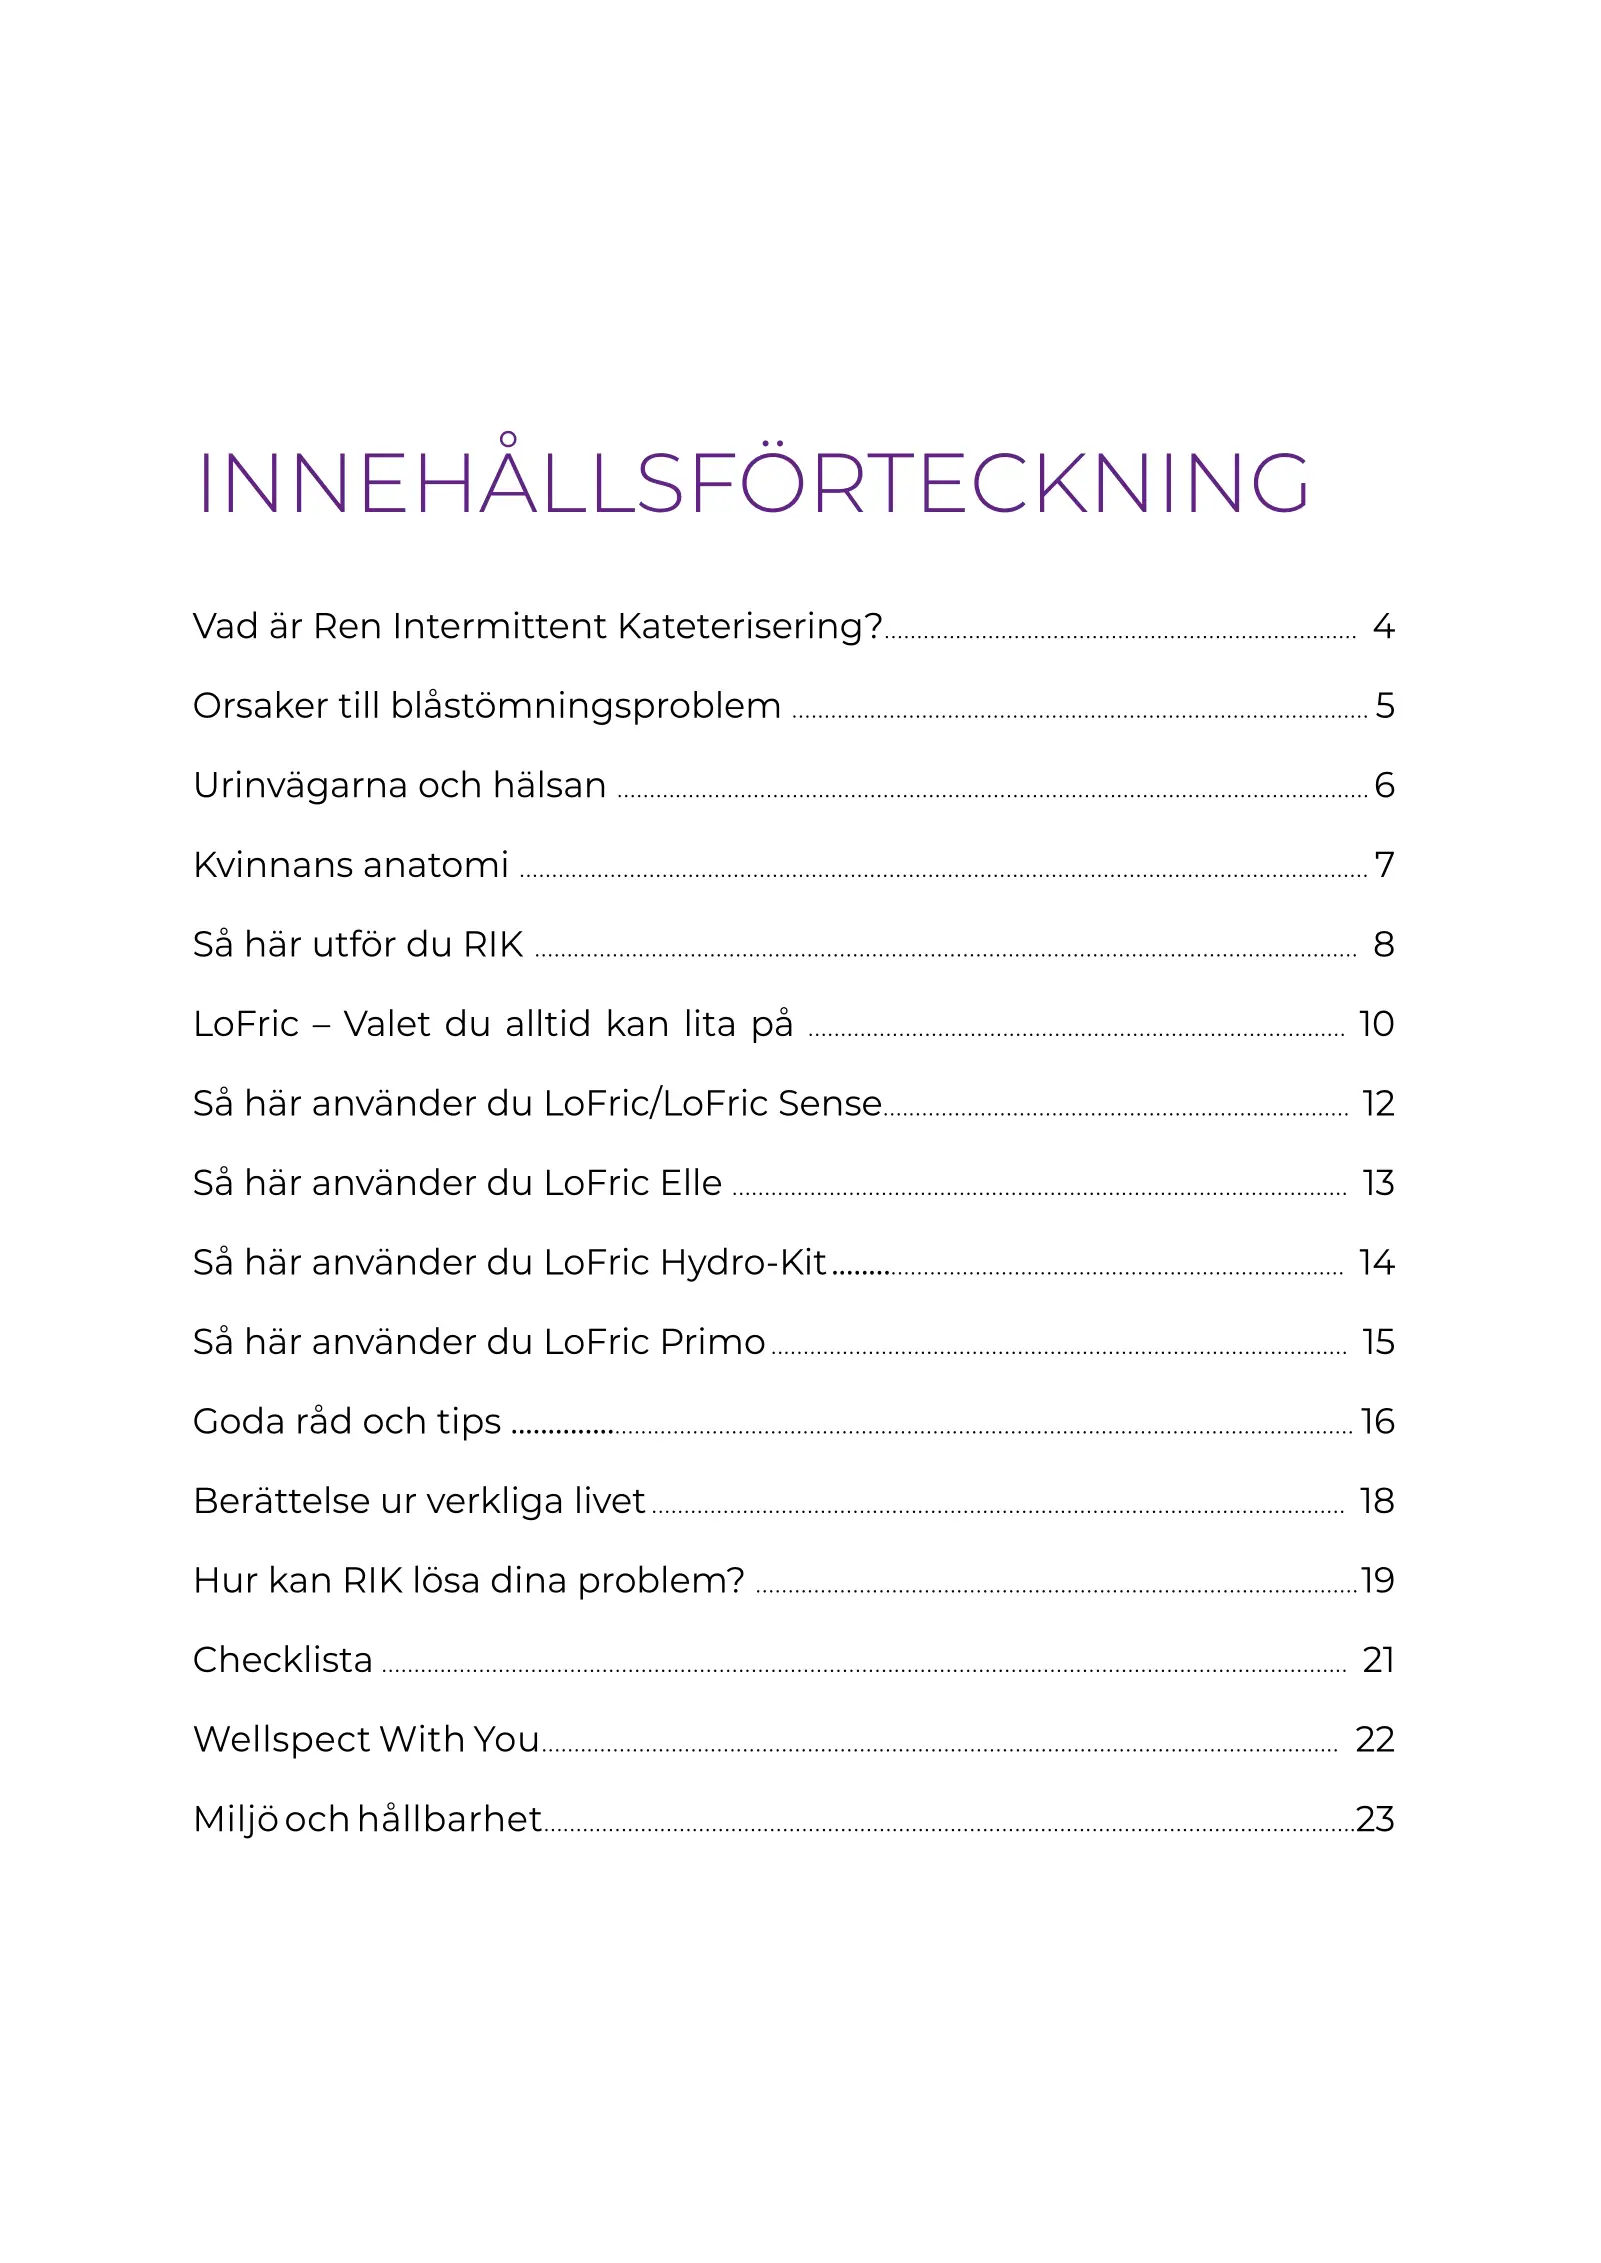 INNEHÅLLSFÖRTECKNING
Vad är Ren Intermittent Kateterisering? 4
Orsaker till blåstömningsproblem 5
Urinvägarna och hälsan 6
Kvinnans anatomi 7
Så här utför du RIK 8
LoFric – Valet du alltid kan lita på 10
Så här använder du LoFric/LoFric Sense 12
Så här använder du LoFric Elle 13
Så här använder du LoFric Hydro-Kit 14
Så här använder du LoFric Primo 15
Goda råd och tips 16
Berättelse ur verkliga livet 18
Hur kan RIK lösa dina problem? 19
Checklista 21
Wellspect With You 22
Miljö och hållbarhet 23